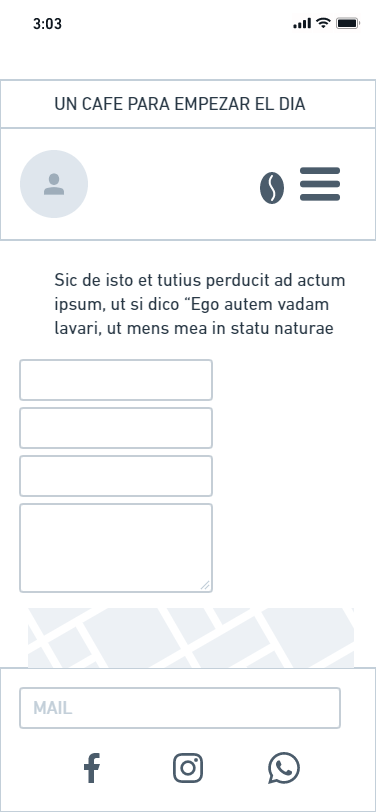 3:03
UN CAFE PARA EMPEZAR EL DIA
Sic de isto et tutius perducit ad actum
ipsum, ut si dico “Ego autem vadam
lavari, ut mens mea in statu naturae
MAIL